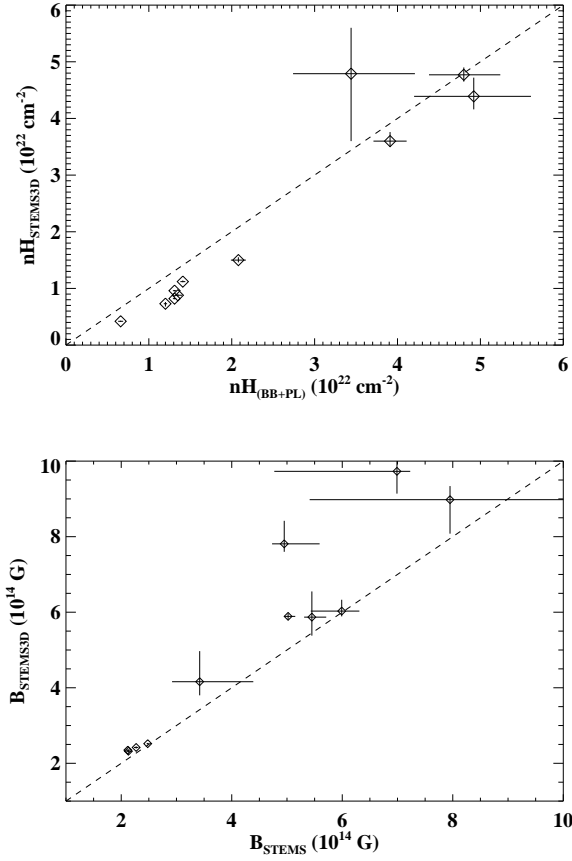 6
5
4
3
2
1
0
nH_STEMS3D (10^22 cm^-2)
0 1 2 3 4 5 6
nH_(BB+PL) (10^22 cm^-2)
10
8
6
4
2
B_STEMS3D (10^14 G)
2 4 6 8 10
B_STEMS (10^14 G)